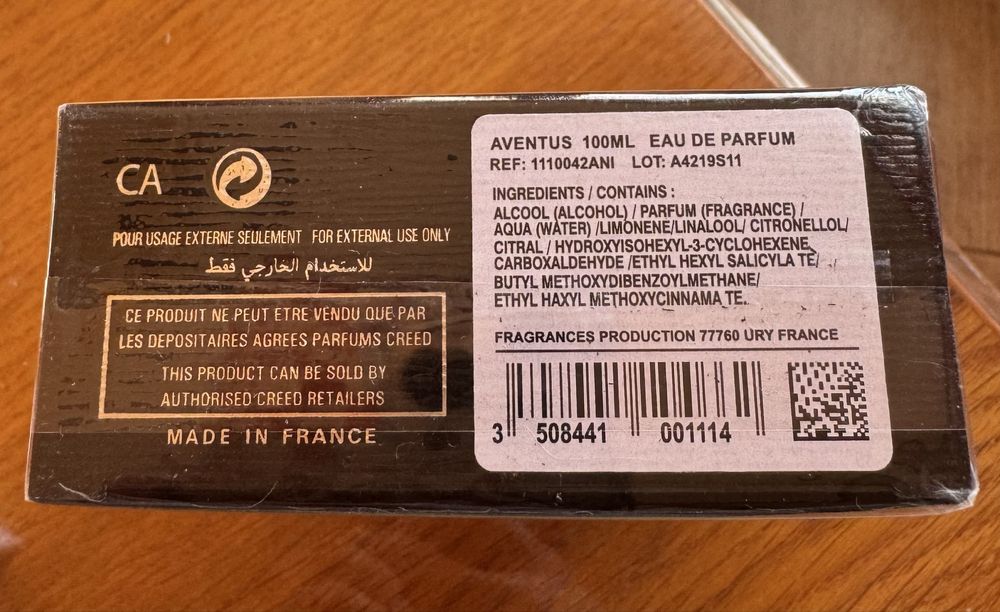 CA
POUR USAGE EXTERNE SEULEMENT FOR EXTERNAL USE ONLY
للاستخدام الخارجي فقط
CE PRODUIT NE PEUT ETRE VENDU QUE PAR
LES DEPOSITAIRES AGREES PARFUMS CREED
THIS PRODUCT CAN BE SOLD BY
AUTHORISED CREED RETAILERS
MADE IN FRANCE
AVENTUS 100ML EAU DE PARFUM
REF: 1110042ANI LOT: A4219S11
INGREDIENTS / CONTAINS :
ALCOOL (ALCOHOL) / PARFUM (FRAGRANCE) /
AQUA (WATER) /LIMONENE/LINALOOL/ CITRONELLOL/
CITRAL / HYDROXYISOHEXYL-3-CYCLOHEXENE
CARBOXALDEHYDE /ETHYL HEXYL SALICYLA TE/
BUTYL METHOXYDIBENZOYLMETHANE/
ETHYL HAXYL METHOXYCINNAMA TE.
FRAGRANCES PRODUCTION 77760 URY FRANCE
3 508441 001114